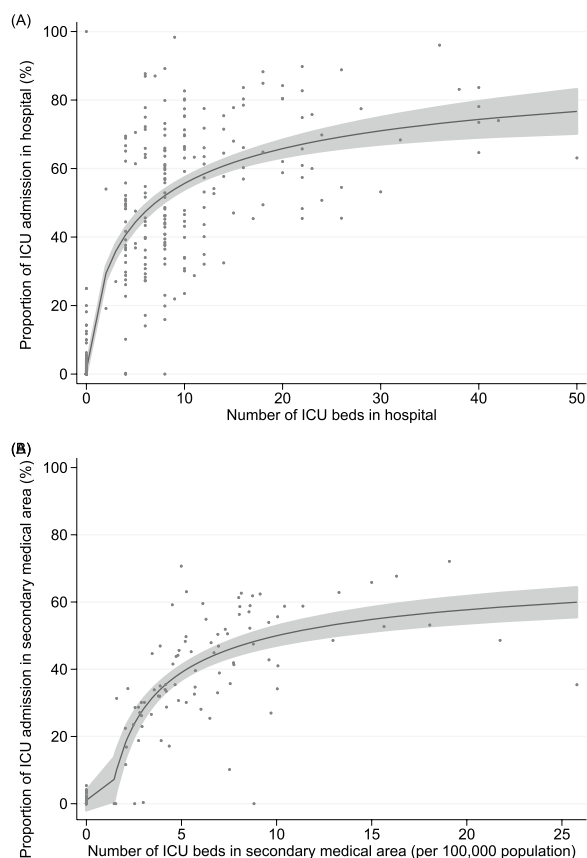 (A)
Proportion of ICU admission in hospital (%)
100
80
60
40
20
0
0 10 20 30 40 50
Number of ICU beds in hospital
(B)
Proportion of ICU admission in secondary medical area (%)
100
80
60
40
20
0
0 5 10 15 20 25
Number of ICU beds in secondary medical area (per 100,000 population)